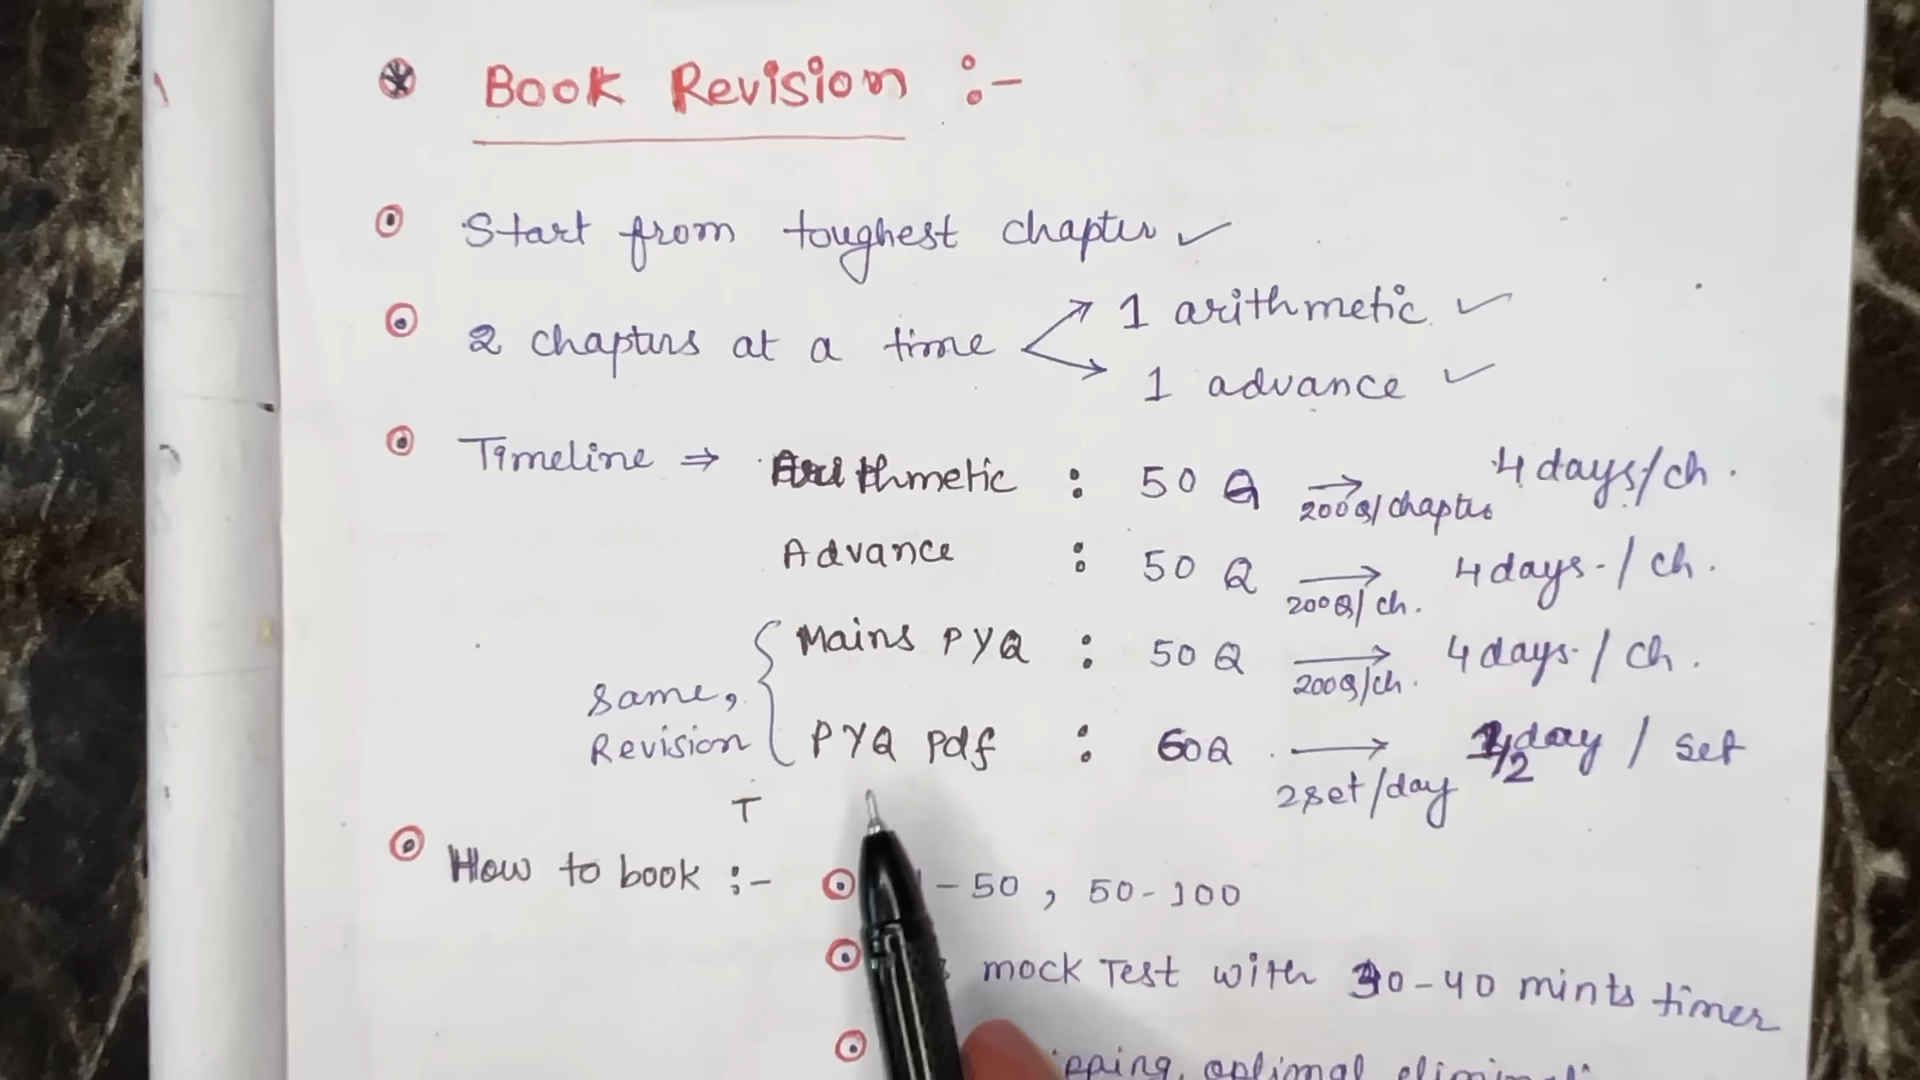 Book Revision :-
Start from toughest chapter ✓
2 chapters at a time
1 arithmetic ✓
1 advance ✓
Timeline ⇒ Arithmetic : 50 Q → 4 days/ch.
200Q/chapter
Advance : 50 Q → 4 days./ch.
200Q/ch.
Mains PYQ : 50 Q → 4 days./ch.
200Q/ch.
Same, Revision
PYQ pdf : 60Q → 1/2 day / set
2set/day
T
How to book :- 1-50, 50-100
mock Test with 30-40 mints timer
optimal